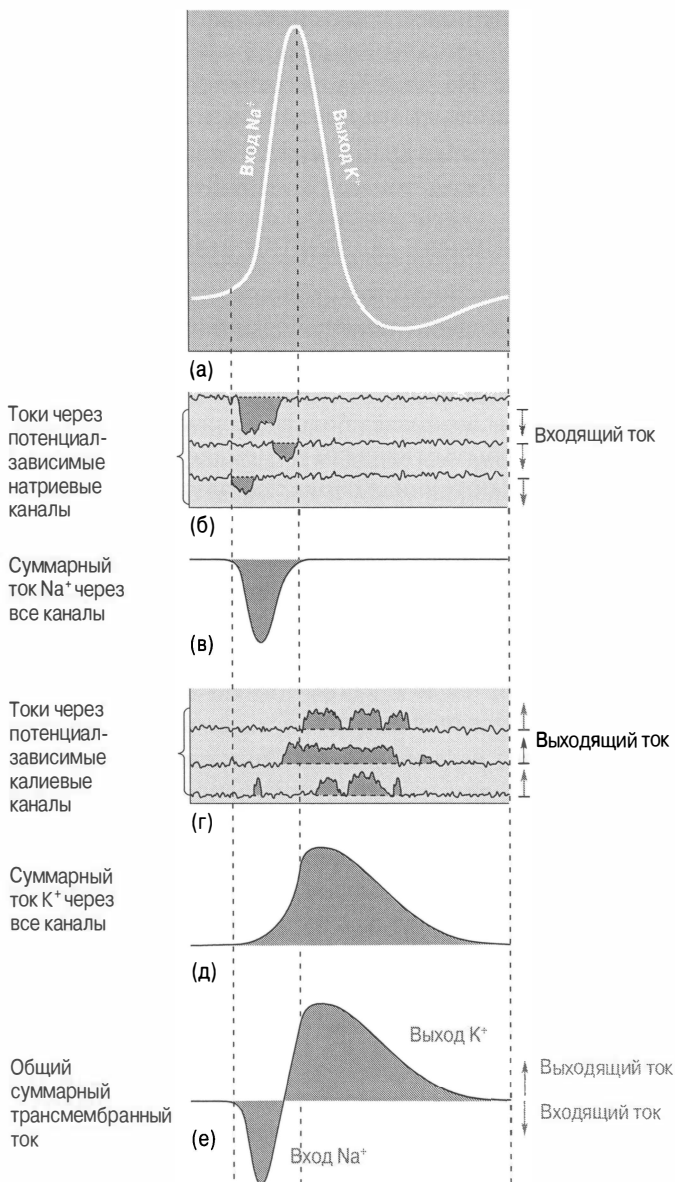 Вход Na⁺
Выход K⁺
(а)
Токи через
потенциал-
зависимые
натриевые
каналы
Входящий ток
(б)
Суммарный
ток Na⁺ через
все каналы
(в)
Токи через
потенциал-
зависимые
калиевые
каналы
Выходящий ток
(г)
Суммарный
ток K⁺ через
все каналы
(д)
Общий
суммарный
трансмембранный
ток
Выход K⁺
Выходящий ток
Входящий ток
(е)
Вход Na⁺